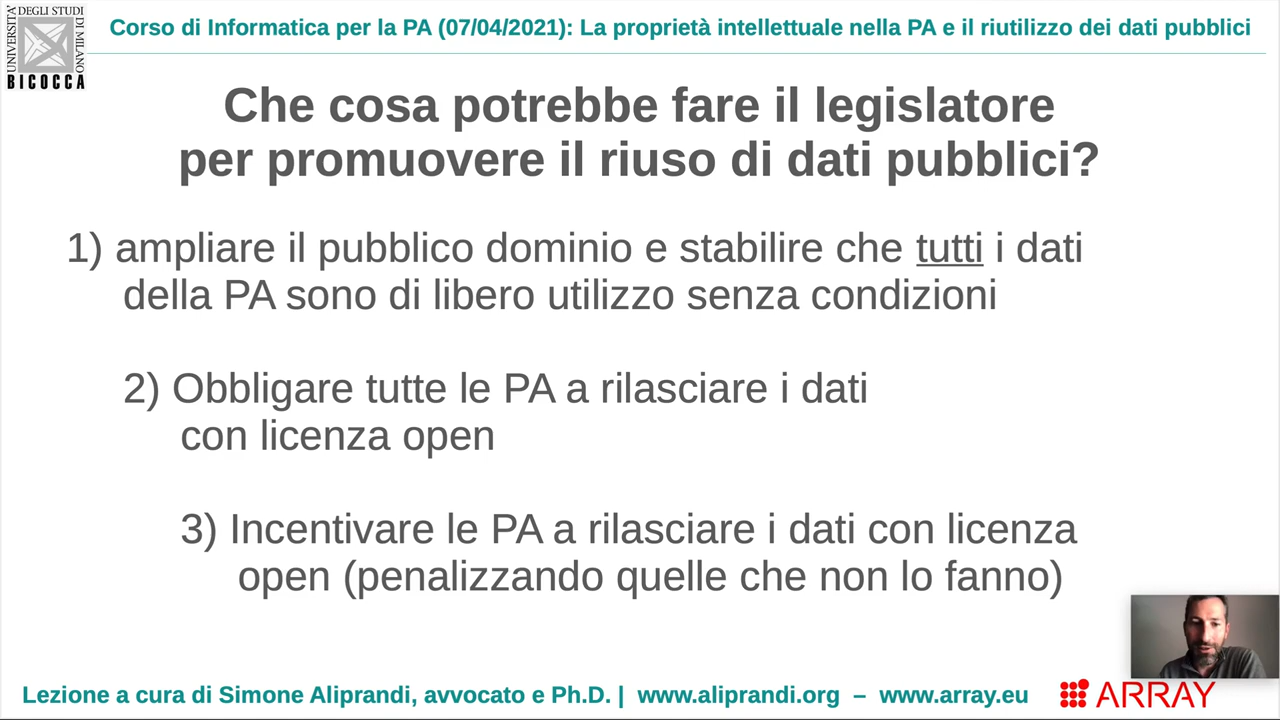 UNIVERSITA'
DEGLI STUDI
DI MILANO
BICOCCA
Corso di Informatica per la PA (07/04/2021): La proprietà intellettuale nella PA e il riutilizzo dei dati pubblici
Che cosa potrebbe fare il legislatore
per promuovere il riuso di dati pubblici?
1) ampliare il pubblico dominio e stabilire che tutti i dati
della PA sono di libero utilizzo senza condizioni
2) Obbligare tutte le PA a rilasciare i dati
con licenza open
3) Incentivare le PA a rilasciare i dati con licenza
open (penalizzando quelle che non lo fanno)
Lezione a cura di Simone Aliprandi, avvocato e Ph.D. | www.aliprandi.org – www.array.eu
ARRAY